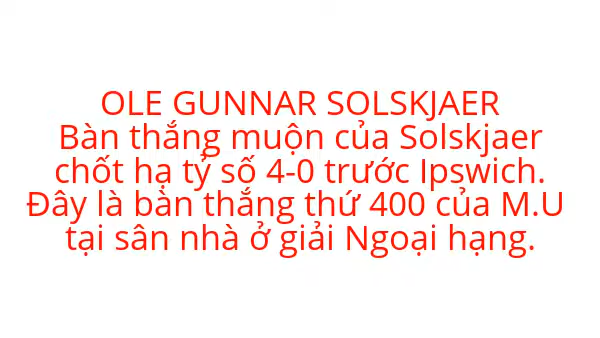 OLE GUNNAR SOLSKJAER
Bàn thắng muộn của Solskjaer
chốt hạ tỷ số 4-0 trước Ipswich.
Đây là bàn thắng thứ 400 của M.U
tại sân nhà ở giải Ngoại hạng.